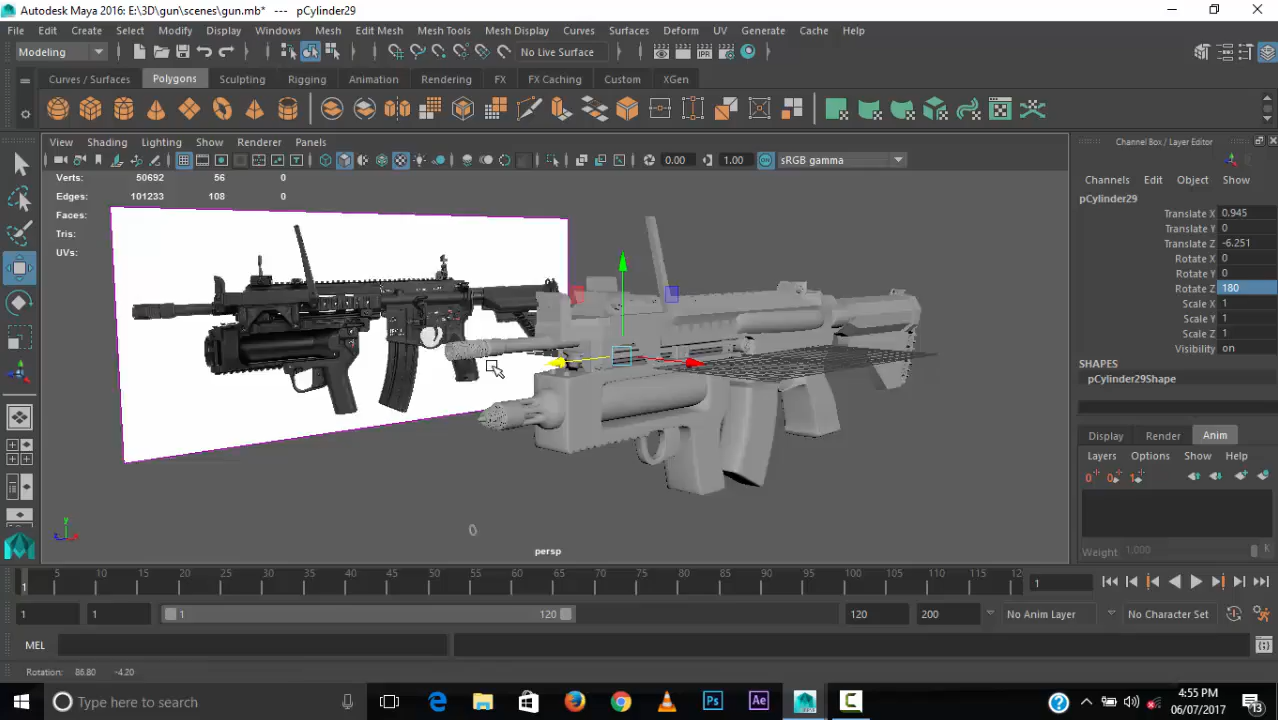 Autodesk Maya 2016: E:\3D\gun\scenes\gun.mb*   ---   pCylinder29
File Edit Create Select Modify Display Windows Mesh Edit Mesh Mesh Tools Mesh Display Curves Surfaces Deform UV Generate Cache Help
Modeling No Live Surface
Curves / Surfaces Polygons Sculpting Rigging Animation Rendering FX FX Caching Custom XGen
IPR
View Shading Lighting Show Renderer Panels
Channel Box / Layer Editor
0.00 1.00 ON sRGB gamma
Channels Edit Object Show
Verts: 50692 56 0
Edges: 101233 108 0
Faces:
Tris:
UVs:
pCylinder29
Translate X 0.945
Translate Y 0
Translate Z -6.251
Rotate X 0
Rotate Y 0
Rotate Z 180
Scale X 1
Scale Y 1
Scale Z 1
Visibility on
SHAPES
pCylinder29Shape
Display Render Anim
Layers Options Show Help
Weight 1.000 K
y
z x
persp
5 10 15 20 25 30 35 40 45 50 55 60 65 70 75 80 85 90 95 100 105 110 115 12
1 1
1 1 1 120 120 200 No Anim Layer No Character Set
MEL
Rotation: 86.80 -4.20
Type here to search
Ps Ae
4:55 PM
06/07/2017
13